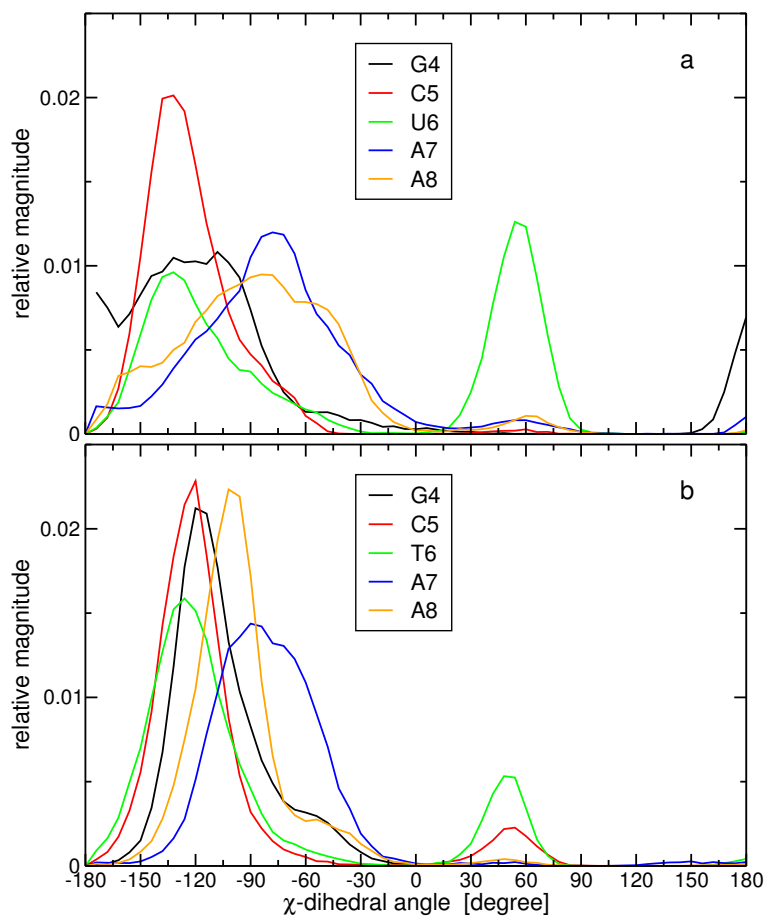 a
G4
C5
U6
A7
A8
0.02
0.01
0
relative magnitude
b
G4
C5
T6
A7
A8
0.02
0.01
0
relative magnitude
-180 -150 -120 -90 -60 -30 0 30 60 90 120 150 180
χ-dihedral angle [degree]